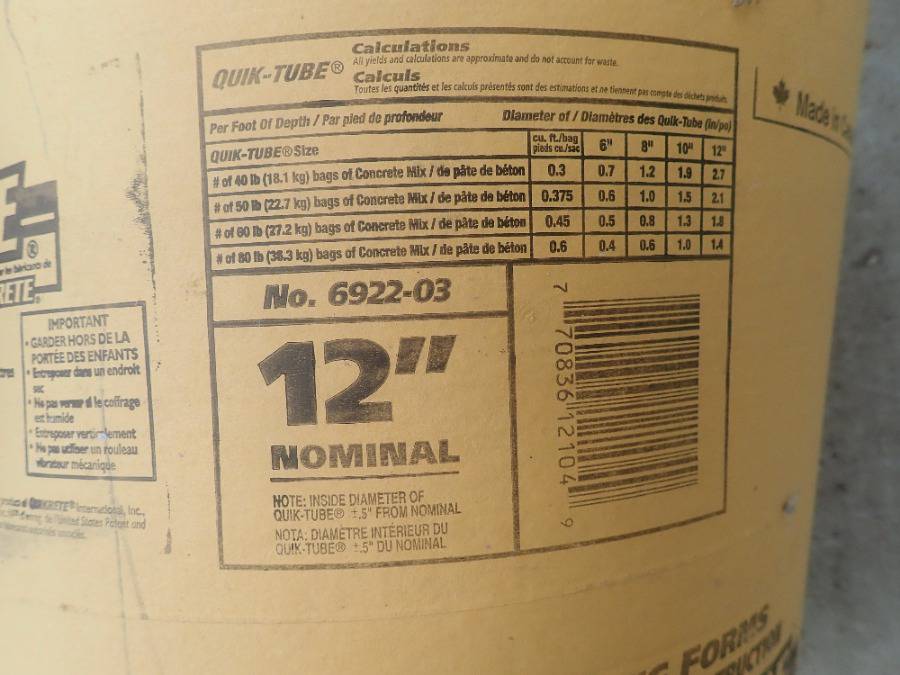 QUIK-TUBE®
Calculations
All yields and calculations are approximate and do not account for waste.
Calculs
Toutes les quantités et les calculs présentés sont des estimations et ne tiennent pas compte des déchets produits.
Per Foot Of Depth / Par pied de profondeur Diameter of / Diamètres des Quik-Tube (in/po)
QUIK-TUBE® Size cu. ft./bag pieds cu/sac 6" 8" 10" 12"
# of 40 lb (18.1 kg) bags of Concrete Mix / de pâte de béton 0.3 0.7 1.2 1.9 2.7
# of 50 lb (22.7 kg) bags of Concrete Mix / de pâte de béton 0.375 0.6 1.0 1.5 2.1
# of 60 lb (27.2 kg) bags of Concrete Mix / de pâte de béton 0.45 0.5 0.8 1.3 1.8
# of 80 lb (36.3 kg) bags of Concrete Mix / de pâte de béton 0.6 0.4 0.6 1.0 1.4
No. 6922-03
12"
NOMINAL
NOTE: INSIDE DIAMETER OF
QUIK-TUBE® ±.5" FROM NOMINAL
NOTA: DIAMÈTRE INTÉRIEUR DU
QUIK-TUBE® ±.5" DU NOMINAL
7 70836 12104 9
Made in
IMPORTANT
• GARDER HORS DE LA
PORTÉE DES ENFANTS
• Entreposer dans un endroit
sec
• Ne pas verser si le coffrage
est humide
• Entreposer verticalement
• Ne pas utiliser un rouleau
vibrateur mécanique
QUIKRETE® International, Inc.,
United States Patent and
FORMS